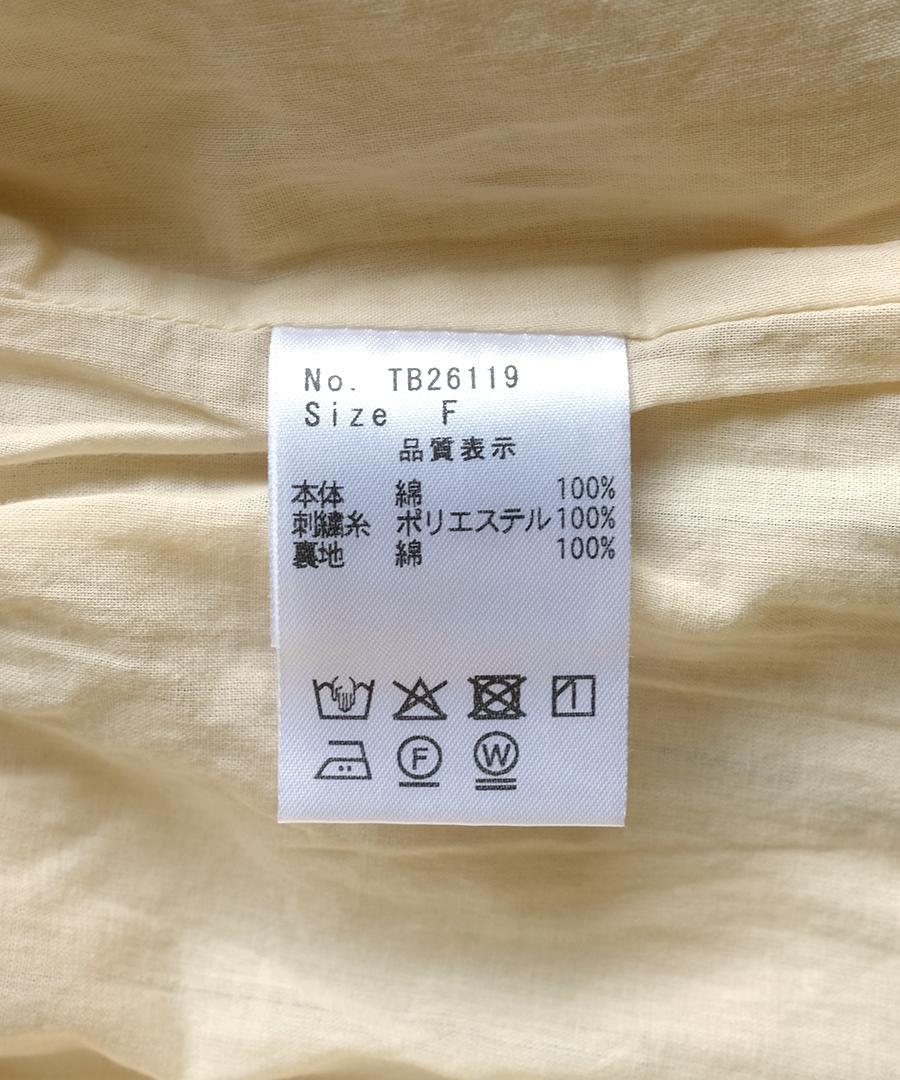 No. TB26119
Size F
品質表示
本体 綿 100%
刺繍糸 ポリエステル 100%
裏地 綿 100%
F W